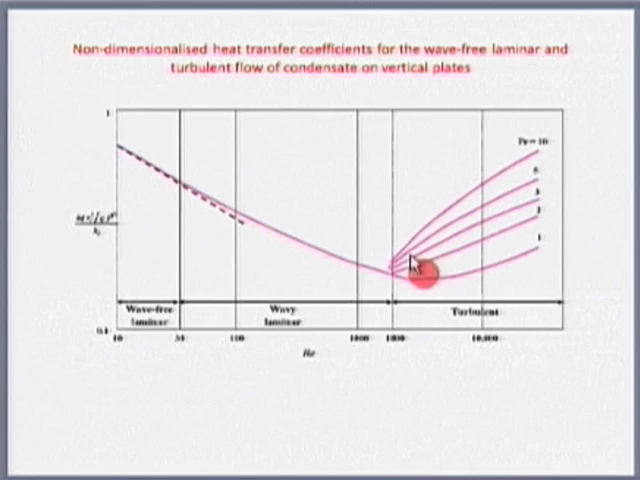 Non-dimensionalised heat transfer coefficients for the wave-free laminar and
turbulent flow of condensate on vertical plates
1
Pr = 10
5
3
2
1
Wave-free
laminar
Wavy
laminar
Turbulent
0.1
10
30
100
1000
1800
10,000
Re